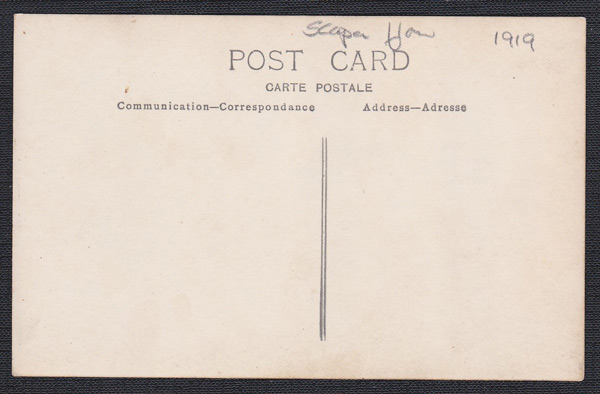 Scapa Flow 1919
POST CARD
CARTE POSTALE
Communication—Correspondance Address—Adresse